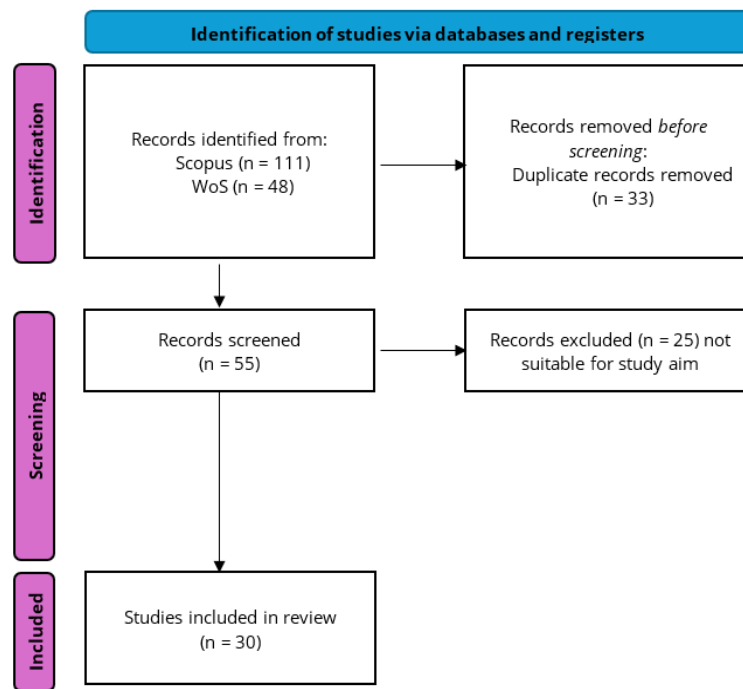 Identification of studies via databases and registers
Identification
Records identified from:
Scopus (n = 111)
WoS (n = 48)
Records removed before
screening:
Duplicate records removed
(n = 33)
Screening
Records screened
(n = 55)
Records excluded (n = 25) not
suitable for study aim
Included
Studies included in review
(n = 30)